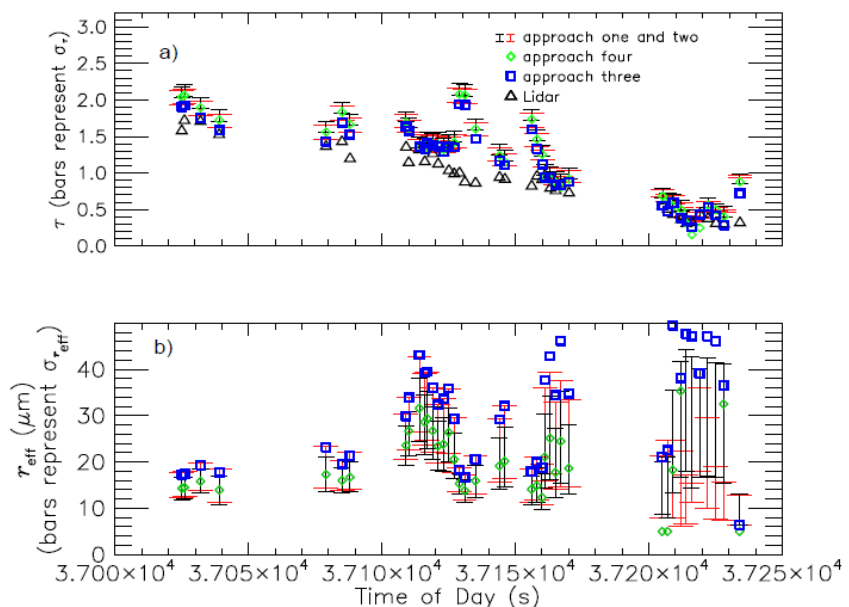 a)
approach one and two
approach four
approach three
Lidar
τ (bars represent στ)
3.0
2.5
2.0
1.5
1.0
0.5
0.0
b)
r_eff (μm)
(bars represent σ_r_eff)
40
30
20
10
0
3.700×10⁴ 3.705×10⁴ 3.710×10⁴ 3.715×10⁴ 3.720×10⁴ 3.725×10⁴
Time of Day (s)